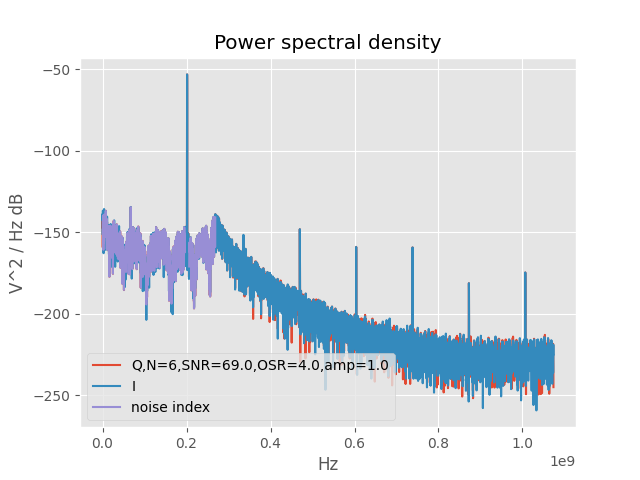 Power spectral density
−50
−100
−150
−200
−250
V^2 / Hz dB
Q,N=6,SNR=69.0,OSR=4.0,amp=1.0
I
noise index
0.0 0.2 0.4 0.6 0.8 1.0
1e9
Hz